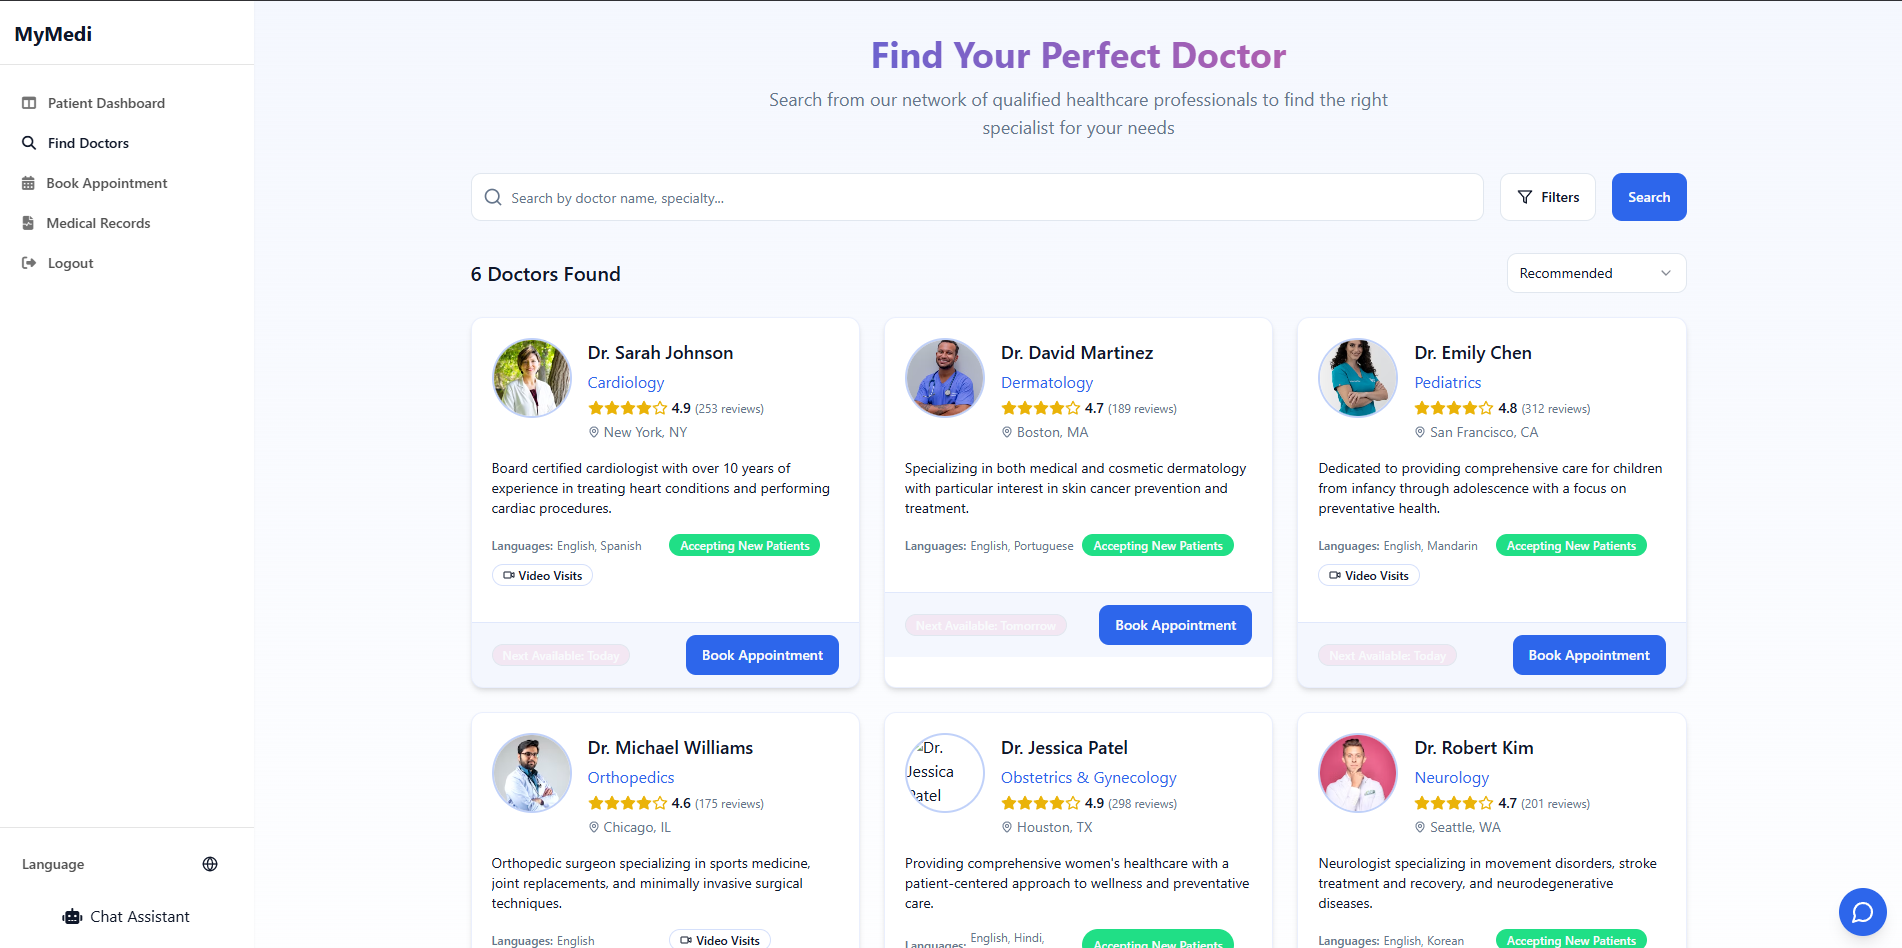 MyMedi
Patient Dashboard
Find Doctors
Book Appointment
Medical Records
Logout
Language
Chat Assistant
Find Your Perfect Doctor
Search from our network of qualified healthcare professionals to find the right
specialist for your needs
Search by doctor name, specialty...
Filters
Search
6 Doctors Found
Recommended
Dr. Sarah Johnson
Cardiology
4.9 (253 reviews)
New York, NY
Board certified cardiologist with over 10 years of
experience in treating heart conditions and performing
cardiac procedures.
Languages: English, Spanish
Accepting New Patients
Video Visits
Next Available: Today
Book Appointment
Dr. David Martinez
Dermatology
4.7 (189 reviews)
Boston, MA
Specializing in both medical and cosmetic dermatology
with particular interest in skin cancer prevention and
treatment.
Languages: English, Portuguese
Accepting New Patients
Next Available: Tomorrow
Book Appointment
Dr. Emily Chen
Pediatrics
4.8 (312 reviews)
San Francisco, CA
Dedicated to providing comprehensive care for children
from infancy through adolescence with a focus on
preventative health.
Languages: English, Mandarin
Accepting New Patients
Video Visits
Next Available: Today
Book Appointment
Dr. Michael Williams
Orthopedics
4.6 (175 reviews)
Chicago, IL
Orthopedic surgeon specializing in sports medicine,
joint replacements, and minimally invasive surgical
techniques.
Languages: English
Video Visits
Dr.
Jessica
Patel
Dr. Jessica Patel
Obstetrics & Gynecology
4.9 (298 reviews)
Houston, TX
Providing comprehensive women's healthcare with a
patient-centered approach to wellness and preventative
care.
Languages: English, Hindi,
Accepting New Patients
Dr. Robert Kim
Neurology
4.7 (201 reviews)
Seattle, WA
Neurologist specializing in movement disorders, stroke
treatment and recovery, and neurodegenerative
diseases.
Languages: English, Korean
Accepting New Patients